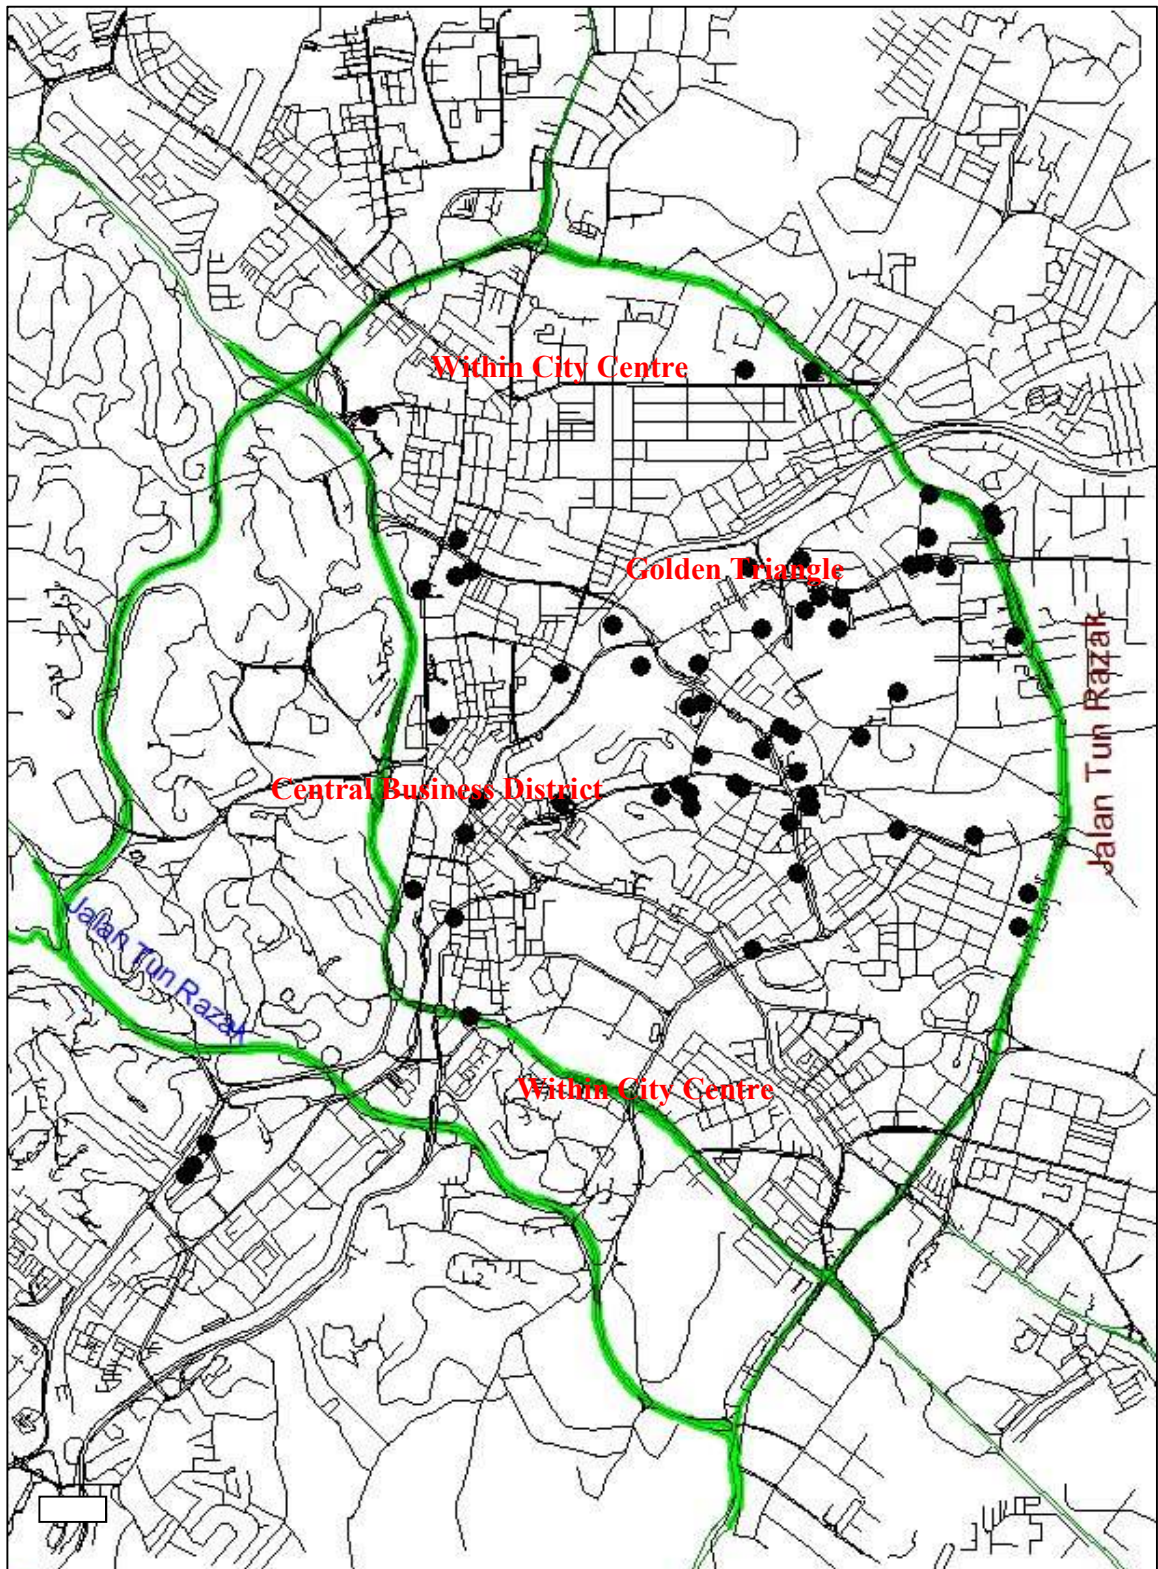 Within City Centre
Golden Triangle
Jalan Tun Razak
Central Business District
Jalan Tun Razak
Within City Centre